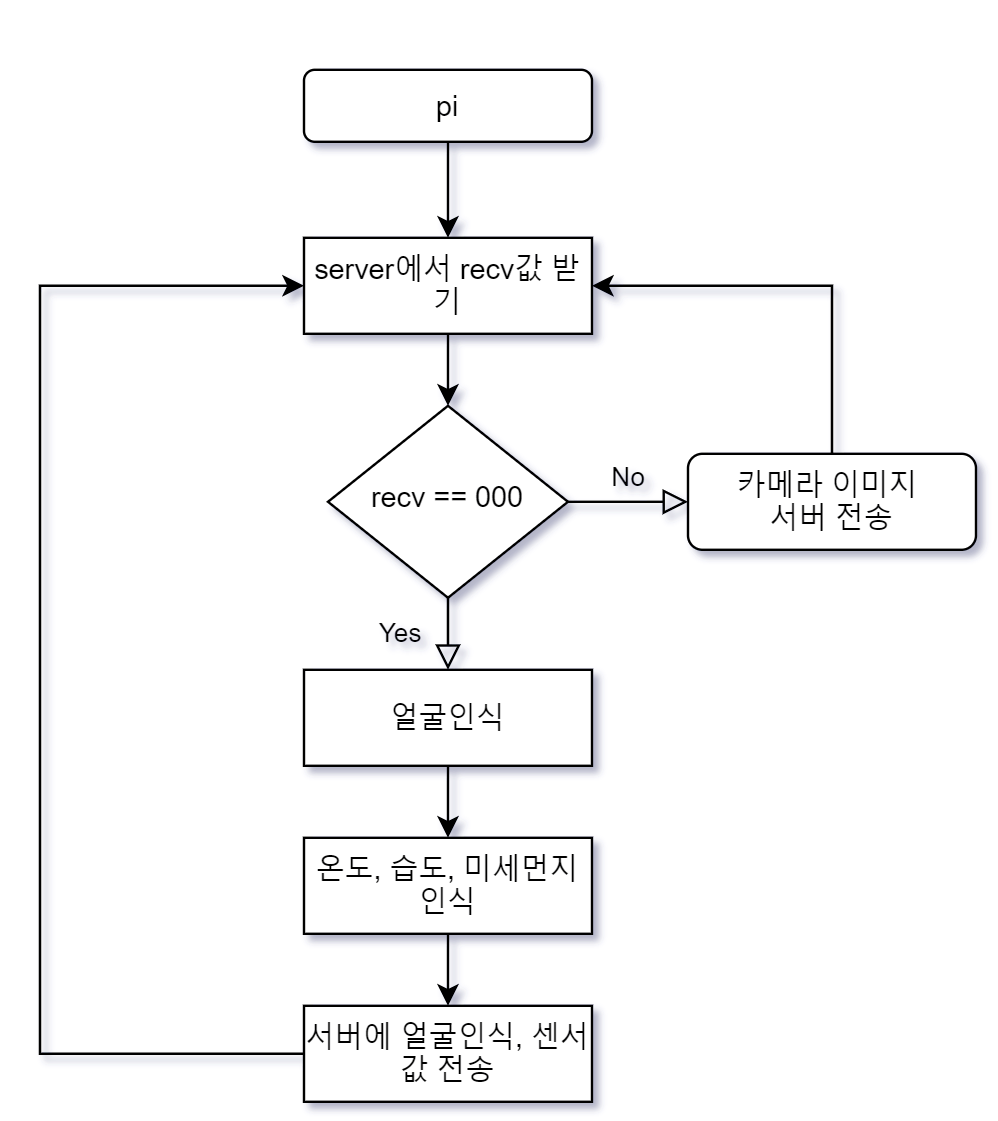 pi
server에서 recv값 받
기
recv == 000
No
카메라 이미지
서버 전송
Yes
얼굴인식
온도, 습도, 미세먼지
인식
서버에 얼굴인식, 센서
값 전송